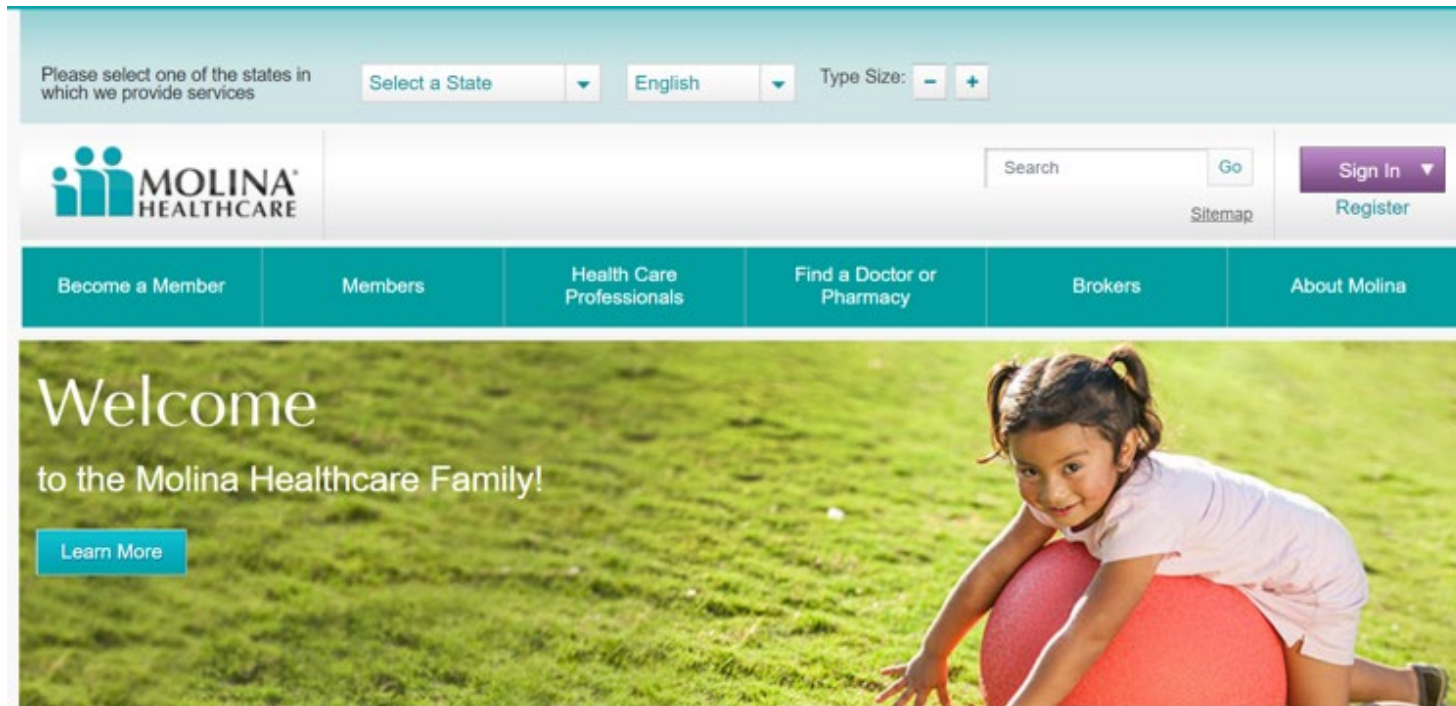 Please select one of the states in
which we provide services
Select a State
English
Type Size: - +
MOLINA®
HEALTHCARE
Search
Go
Sitemap
Sign In
Register
Become a Member
Members
Health Care
Professionals
Find a Doctor or
Pharmacy
Brokers
About Molina
Welcome
to the Molina Healthcare Family!
Learn More